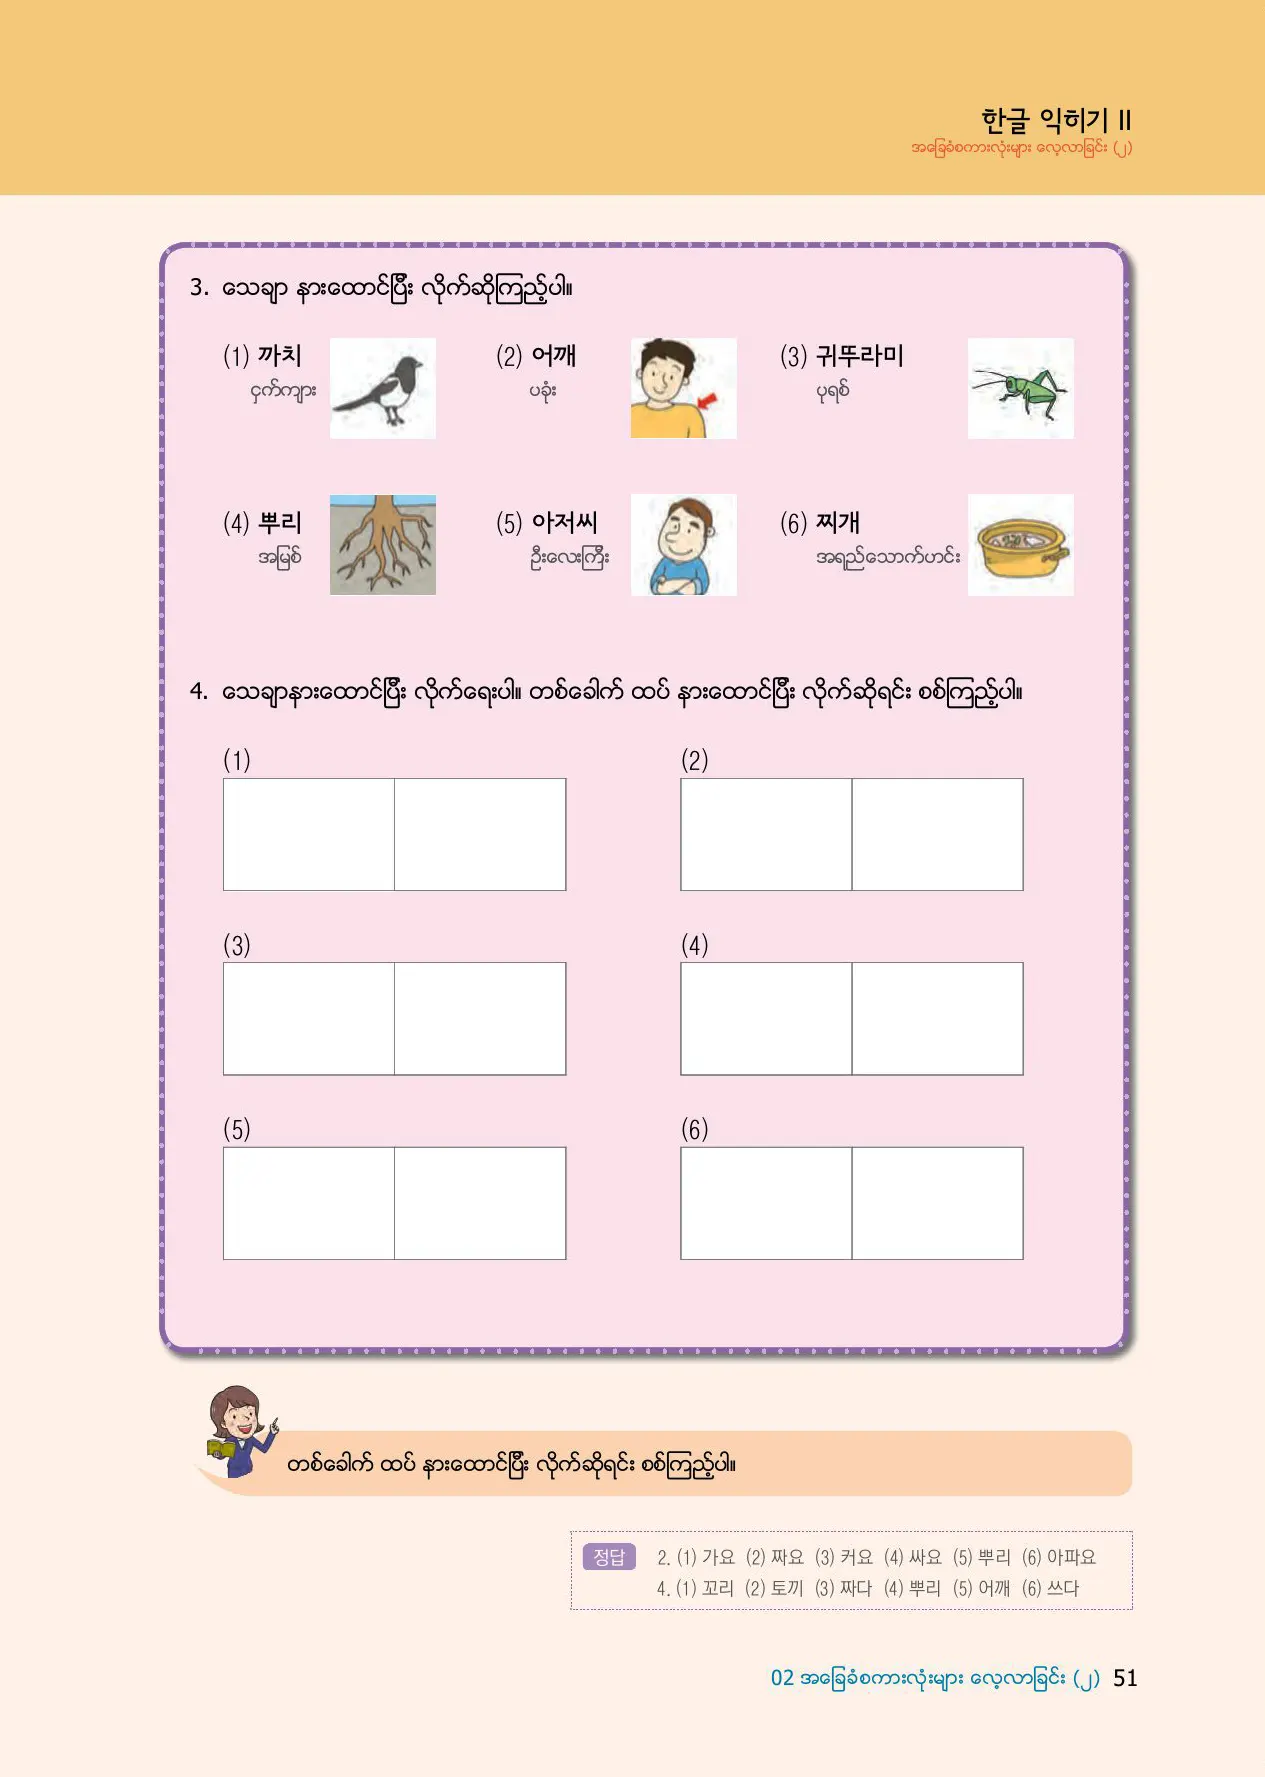 한글 익히기 II
အခြေခံစကားလုံးများ လေ့လာခြင်း (၂)
3. သေချာ နားထောင်ပြီး လိုက်ဆိုကြည့်ပါ။
(1) 까치 (2) 어깨 (3) 귀뚜라미
ငှက်ကျား ပခုံး ပုရစ်
(4) 뿌리 (5) 아저씨 (6) 찌개
အမြစ် ဦးလေးကြီး အရည်သောက်ဟင်း
4. သေချာနားထောင်ပြီး လိုက်ရေးပါ။ တစ်ခေါက် ထပ် နားထောင်ပြီး လိုက်ဆိုရင်း စစ်ကြည့်ပါ။
(1) (2)
(3) (4)
(5) (6)
တစ်ခေါက် ထပ် နားထောင်ပြီး လိုက်ဆိုရင်း စစ်ကြည့်ပါ။
정답 2. (1) 가요 (2) 짜요 (3) 커요 (4) 싸요 (5) 뿌리 (6) 아파요
4. (1) 꼬리 (2) 토끼 (3) 짜다 (4) 뿌리 (5) 어깨 (6) 쓰다
02 အခြေခံစကားလုံးများ လေ့လာခြင်း (၂) 51